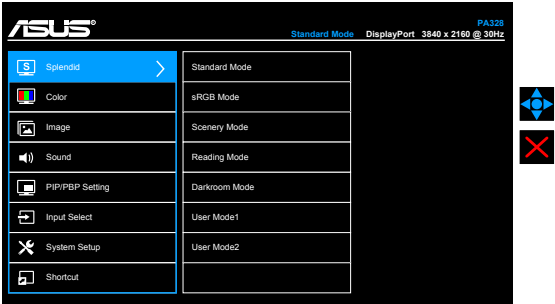 ASUS
PA328
Standard Mode DisplayPort 3840 x 2160 @ 30Hz
S Splendid
Standard Mode
Color
sRGB Mode
Image
Scenery Mode
Sound
Reading Mode
PIP/PBP Setting
Darkroom Mode
Input Select
User Mode1
System Setup
User Mode2
Shortcut